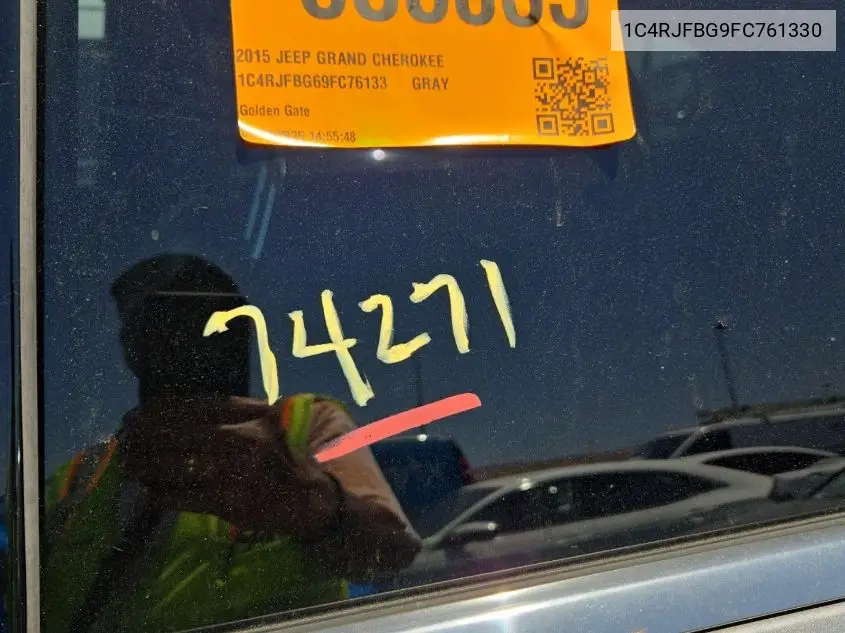 1C4RJFBG9FC761330
2015 JEEP GRAND CHEROKEE
1C4RJFBG69FC76133 GRAY
Golden Gate
14:55:48
74271